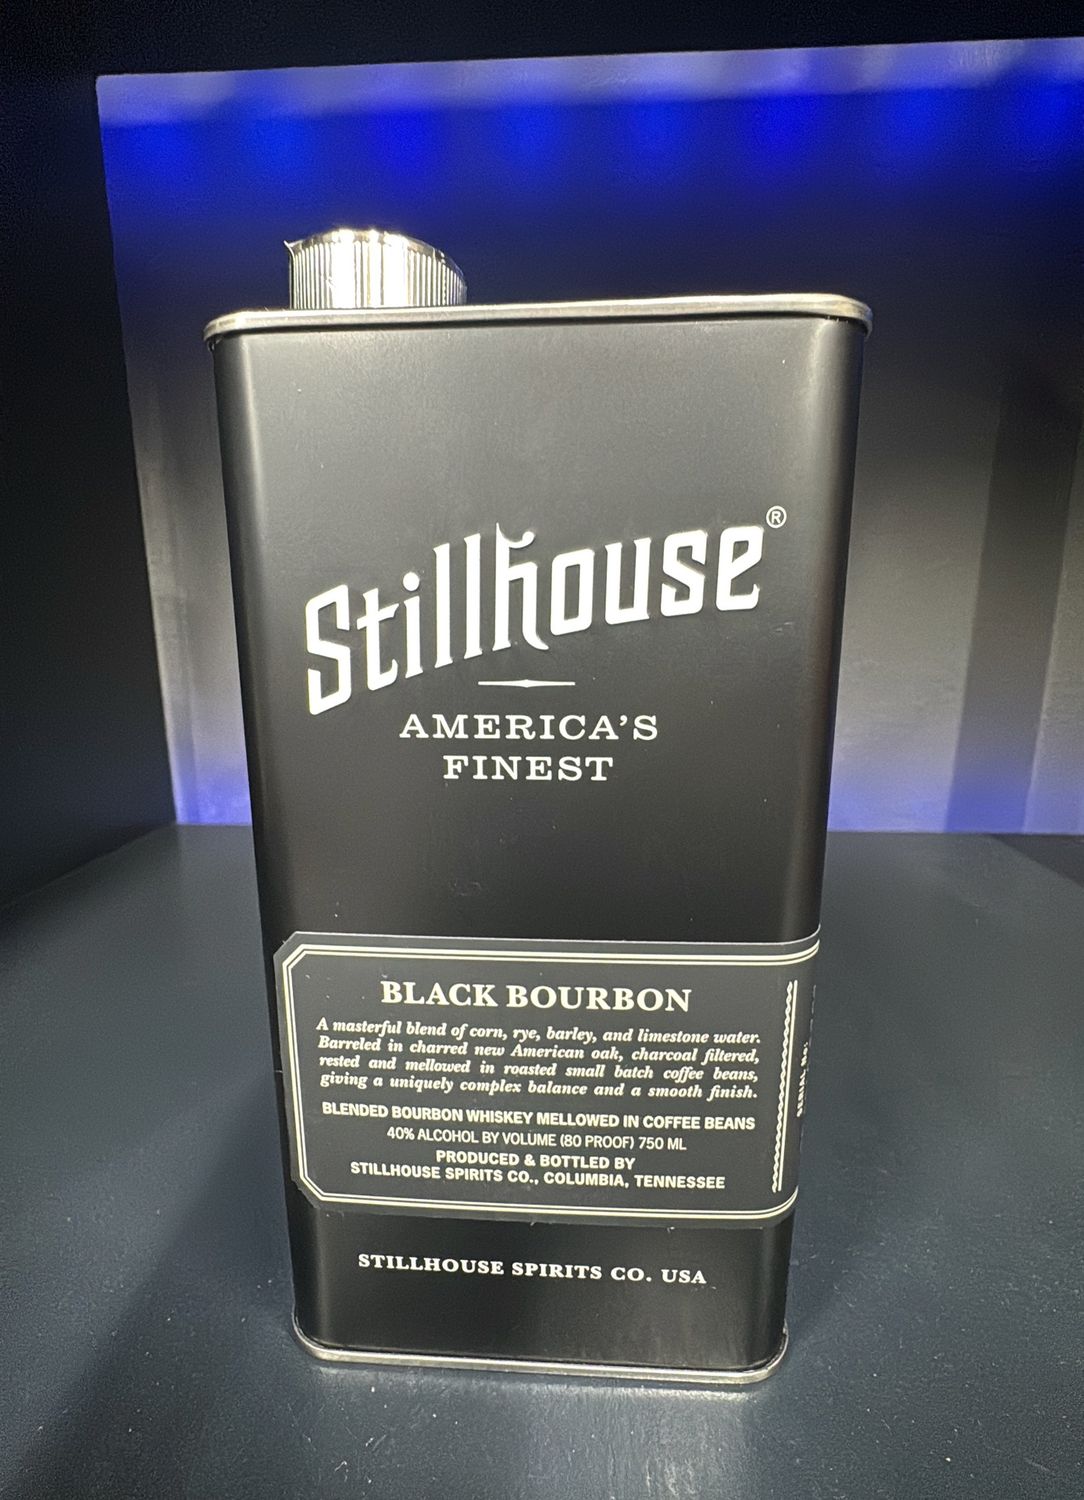 Stillhouse®
AMERICA'S
FINEST
BLACK BOURBON
A masterful blend of corn, rye, barley, and limestone water.
Barreled in charred new American oak, charcoal filtered,
rested and mellowed in roasted small batch coffee beans,
giving a uniquely complex balance and a smooth finish.
BLENDED BOURBON WHISKEY MELLOWED IN COFFEE BEANS
40% ALCOHOL BY VOLUME (80 PROOF) 750 ML
PRODUCED & BOTTLED BY
STILLHOUSE SPIRITS CO., COLUMBIA, TENNESSEE
SERIAL No.
STILLHOUSE SPIRITS CO. USA